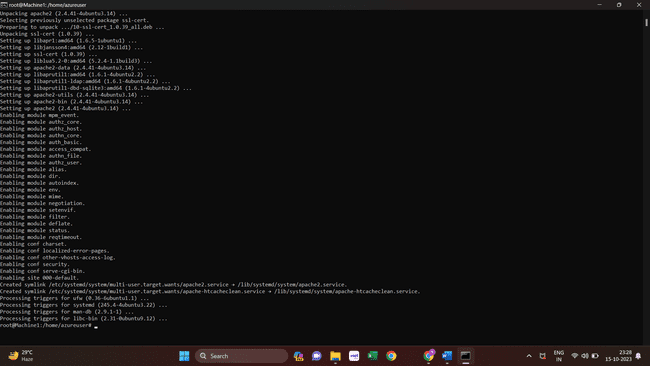 root@Machine1: /home/azureuser
Unpacking apache2 (2.4.41-4ubuntu3.14) ...
Selecting previously unselected package ssl-cert.
Preparing to unpack .../10-ssl-cert_1.0.39_all.deb ...
Unpacking ssl-cert (1.0.39) ...
Setting up libapr1:amd64 (1.6.5-1ubuntu1) ...
Setting up libjansson4:amd64 (2.12-1build1) ...
Setting up ssl-cert (1.0.39) ...
Setting up liblua5.2-0:amd64 (5.2.4-1.1build3) ...
Setting up apache2-data (2.4.41-4ubuntu3.14) ...
Setting up libaprutil1:amd64 (1.6.1-4ubuntu2.2) ...
Setting up libaprutil1-ldap:amd64 (1.6.1-4ubuntu2.2) ...
Setting up libaprutil1-dbd-sqlite3:amd64 (1.6.1-4ubuntu2.2) ...
Setting up apache2-utils (2.4.41-4ubuntu3.14) ...
Setting up apache2-bin (2.4.41-4ubuntu3.14) ...
Setting up apache2 (2.4.41-4ubuntu3.14) ...
Enabling module mpm_event.
Enabling module authz_core.
Enabling module authz_host.
Enabling module authn_core.
Enabling module auth_basic.
Enabling module access_compat.
Enabling module authn_file.
Enabling module authz_user.
Enabling module alias.
Enabling module dir.
Enabling module autoindex.
Enabling module env.
Enabling module mime.
Enabling module negotiation.
Enabling module setenvif.
Enabling module filter.
Enabling module deflate.
Enabling module status.
Enabling module reqtimeout.
Enabling conf charset.
Enabling conf localized-error-pages.
Enabling conf other-vhosts-access-log.
Enabling conf security.
Enabling conf serve-cgi-bin.
Enabling site 000-default.
Created symlink /etc/systemd/system/multi-user.target.wants/apache2.service → /lib/systemd/system/apache2.service.
Created symlink /etc/systemd/system/multi-user.target.wants/apache-htcacheclean.service → /lib/systemd/system/apache-htcacheclean.service.
Processing triggers for ufw (0.36-6ubuntu1.1) ...
Processing triggers for systemd (245.4-4ubuntu3.22) ...
Processing triggers for man-db (2.9.1-1) ...
Processing triggers for libc-bin (2.31-0ubuntu9.12) ...
root@Machine1:/home/azureuser#
29°C
Haze
Search
ENG
IN
23:28
15-10-2023